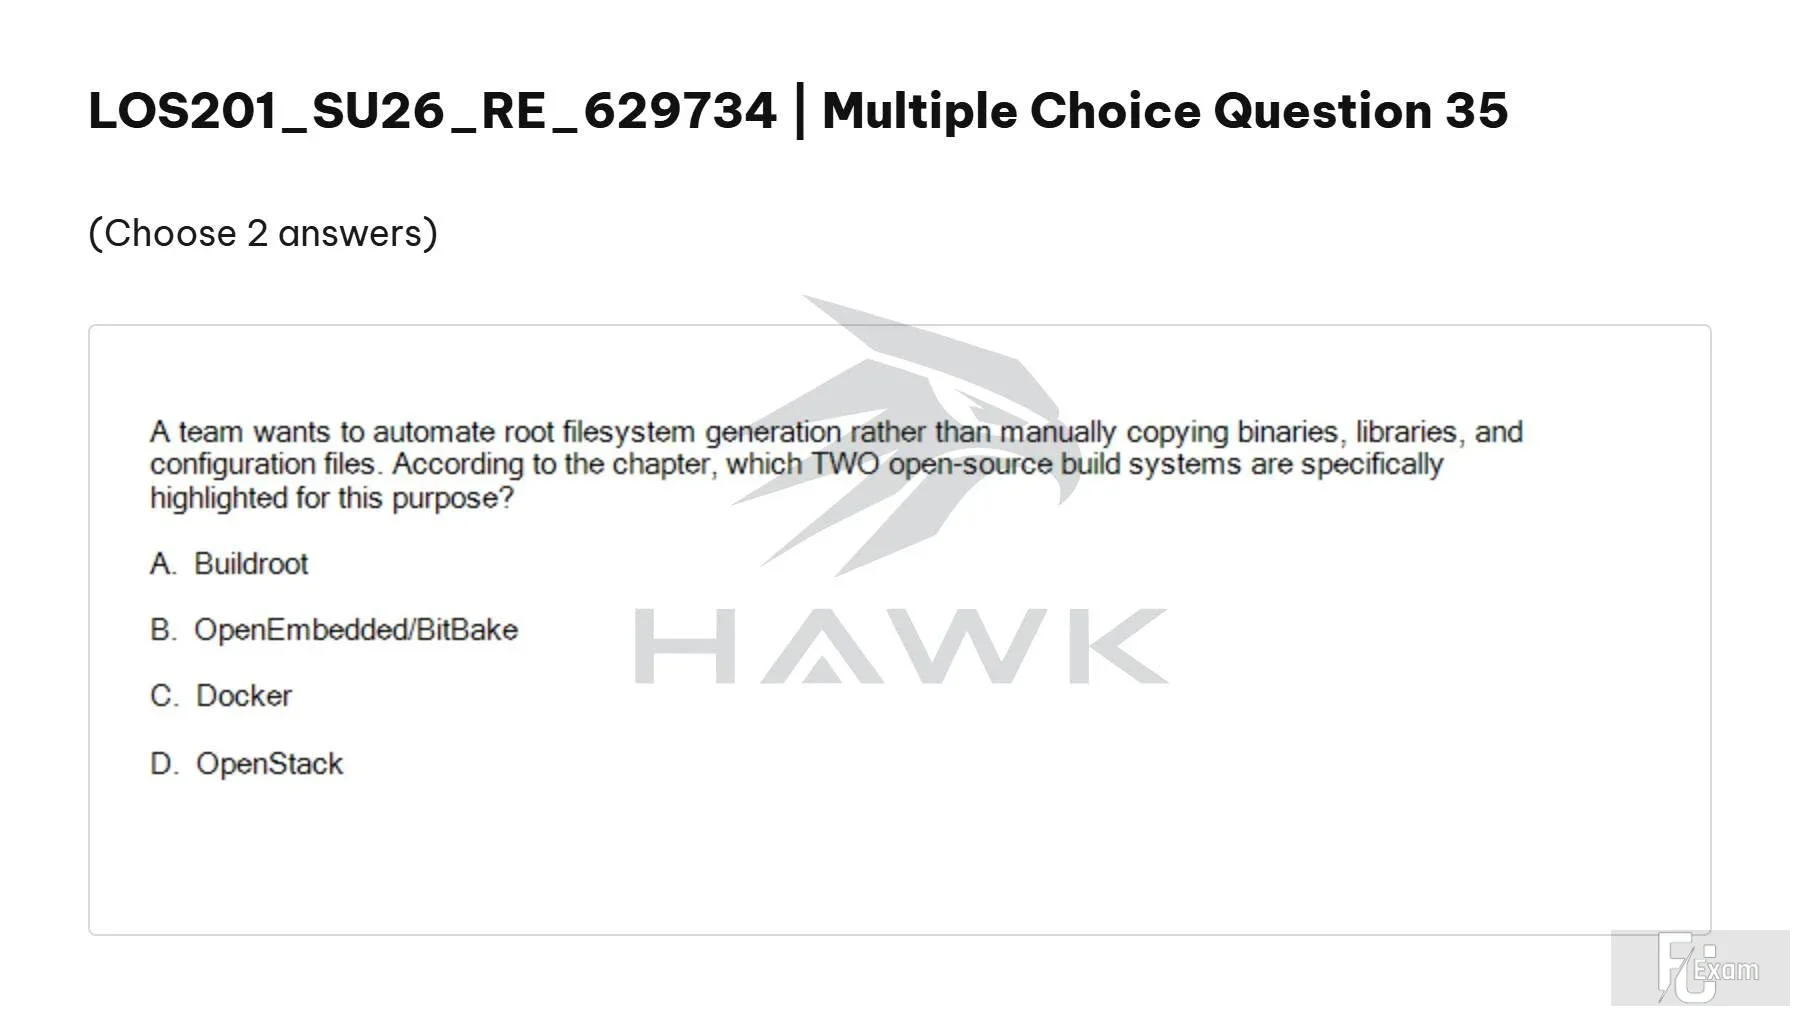 LOS201_SU26_RE_629734 | Multiple Choice Question 35
(Choose 2 answers)
A team wants to automate root filesystem generation rather than manually copying binaries, libraries, and
configuration files. According to the chapter, which TWO open-source build systems are specifically
highlighted for this purpose?
A. Buildroot
B. OpenEmbedded/BitBake
C. Docker
D. OpenStack
HAWK
FU Exam